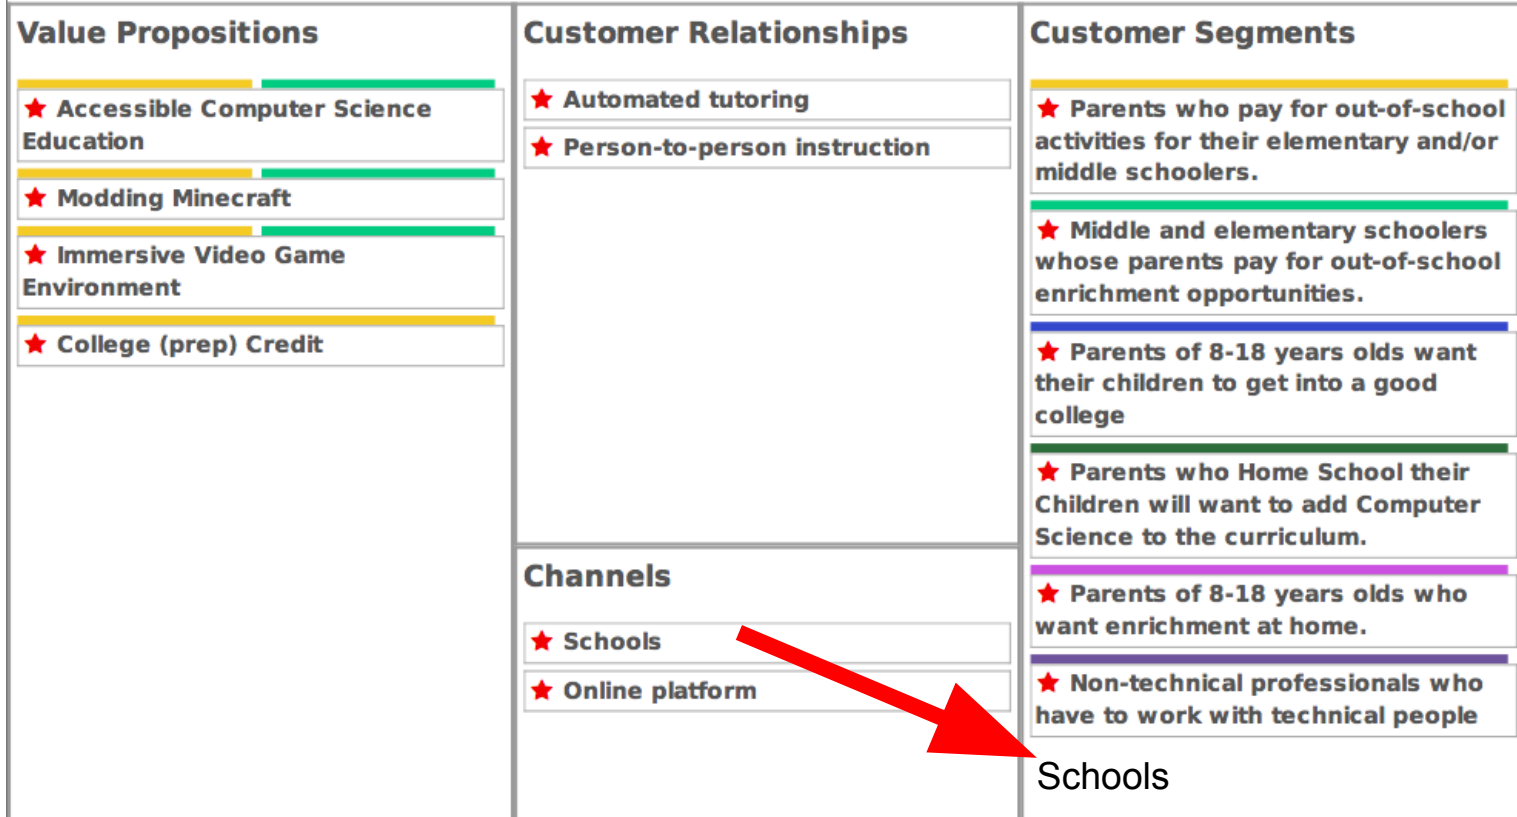 Value Propositions
Accessible Computer Science
Education
Modding Minecraft
Immersive Video Game
Environment
College (prep) Credit
Customer Relationships
Automated tutoring
Person-to-person instruction
Channels
Schools
Online platform
Customer Segments
Parents who pay for out-of-school
activities for their elementary and/or
middle schoolers.
Middle and elementary schoolers
whose parents pay for out-of-school
enrichment opportunities.
Parents of 8-18 years olds want
their children to get into a good
college
Parents who Home School their
Children will want to add Computer
Science to the curriculum.
Parents of 8-18 years olds who
want enrichment at home.
Non-technical professionals who
have to work with technical people
Schools